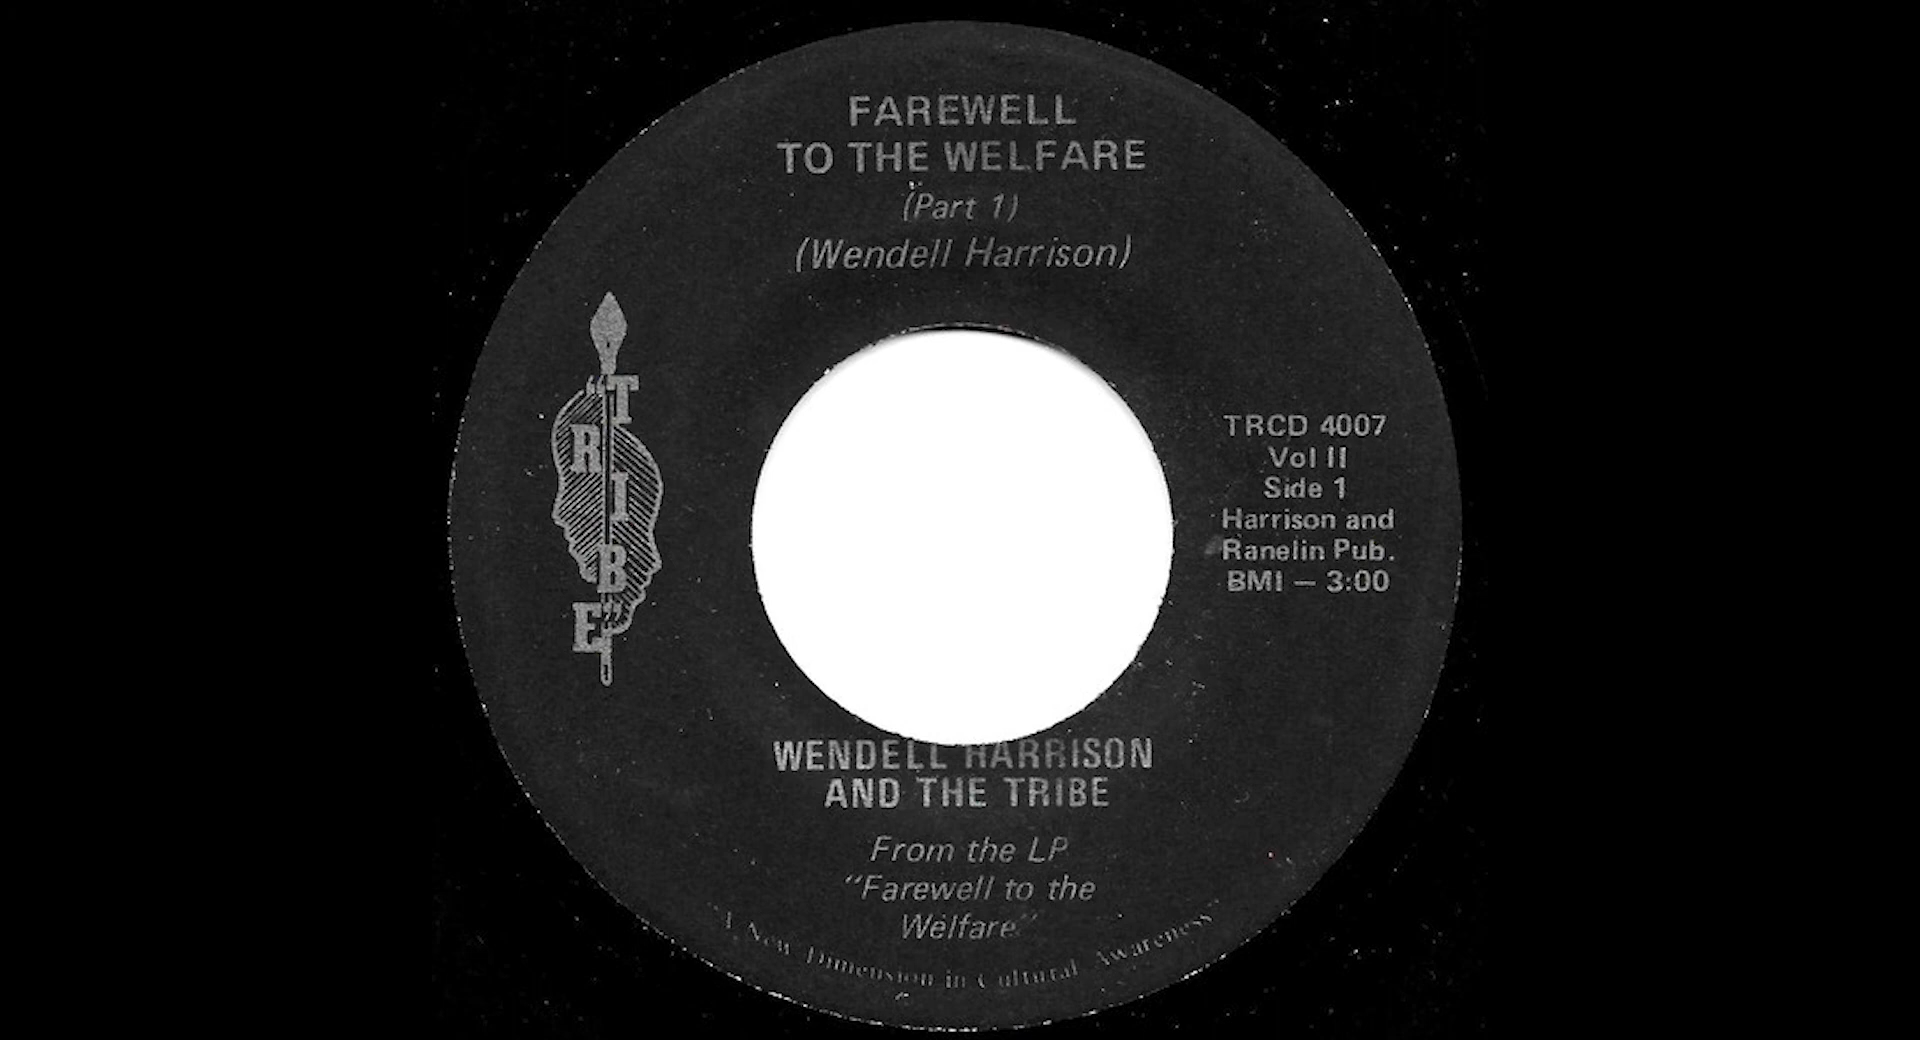 FAREWELL
TO THE WELFARE
(Part 1)
(Wendell Harrison)
"TRIBE"
TRCD 4007
Vol II
Side 1
Harrison and
Ranelin Pub.
BMI — 3:00
WENDELL HARRISON
AND THE TRIBE
From the LP
"Farewell to the
Welfare"
"A New Dimension in Cultural Awareness"